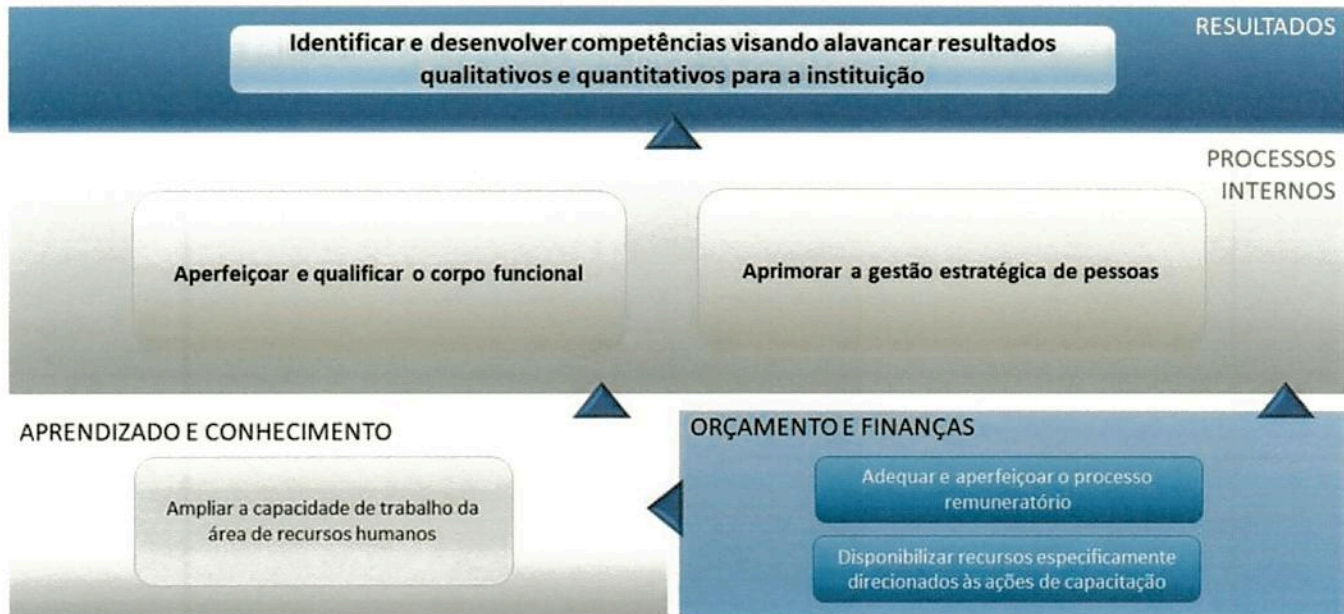 RESULTADOS
Identificar e desenvolver competências visando alavancar resultados
qualitativos e quantitativos para a instituição
PROCESSOS
INTERNOS
Aperfeiçoar e qualificar o corpo funcional
Aprimorar a gestão estratégica de pessoas
APRENDIZADO E CONHECIMENTO
Ampliar a capacidade de trabalho da
área de recursos humanos
ORÇAMENTO E FINANÇAS
Adequar e aperfeiçoar o processo
remuneratório
Disponibilizar recursos especificamente
direcionados às ações de capacitação